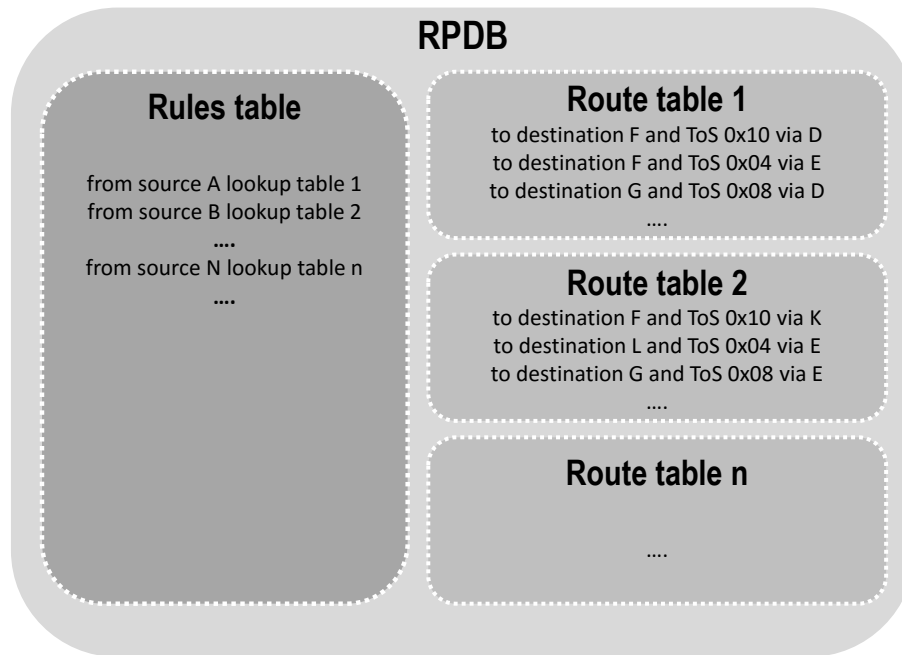 RPDB
Rules table
from source A lookup table 1
from source B lookup table 2
....
from source N lookup table n
....
Route table 1
to destination F and ToS 0x10 via D
to destination F and ToS 0x04 via E
to destination G and ToS 0x08 via D
....
Route table 2
to destination F and ToS 0x10 via K
to destination L and ToS 0x04 via E
to destination G and ToS 0x08 via E
....
Route table n
....